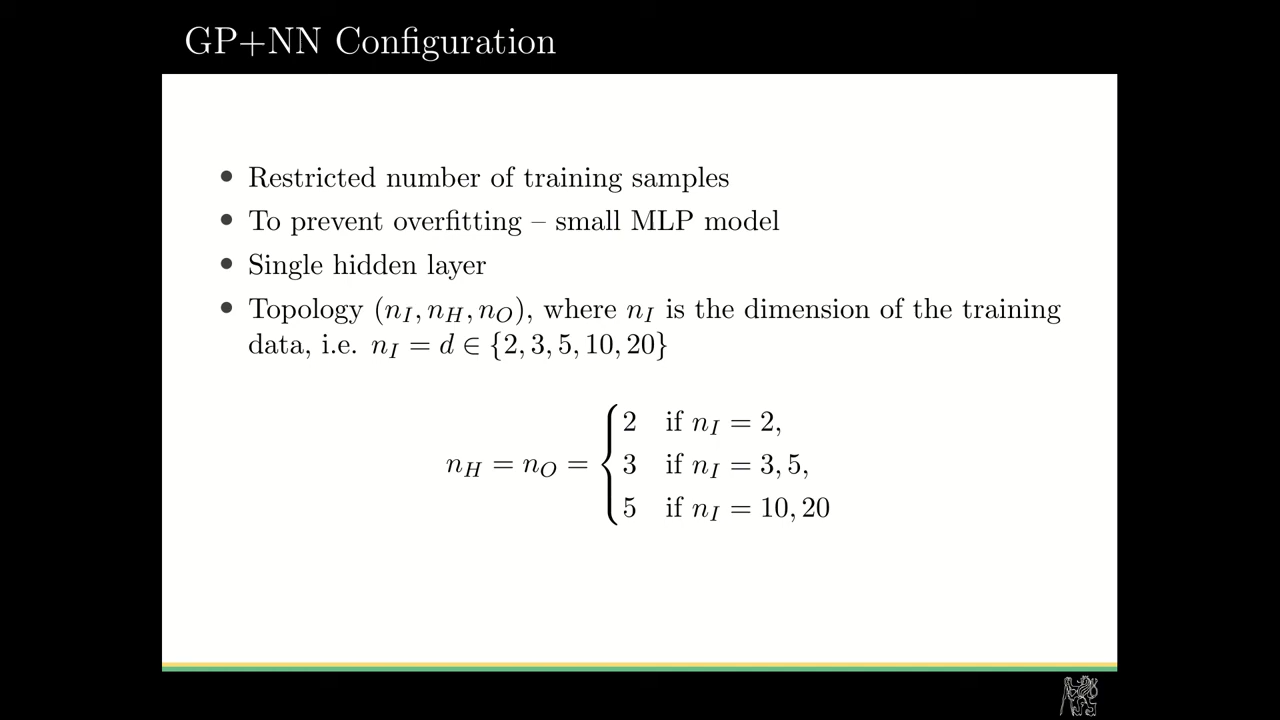 GP+NN Configuration
• Restricted number of training samples
• To prevent overfitting – small MLP model
• Single hidden layer
• Topology (n_I, n_H, n_O), where n_I is the dimension of the training
data, i.e. n_I = d ∈ {2, 3, 5, 10, 20}
n_H = n_O = { 2 if n_I = 2,
3 if n_I = 3, 5,
5 if n_I = 10, 20